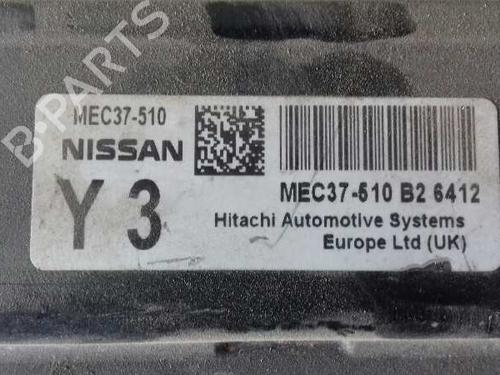 B-PARTS
MEC37-510
NISSAN
Y 3
MEC37-510 B2 6412
Hitachi Automotive Systems
Europe Ltd (UK)